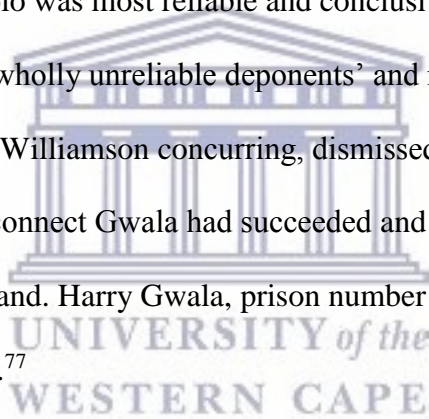 was most reliable and
wholly unreliable deponents’ and
Williamson concurring, dismissed
connect Gwala had succeeded and
and. Harry Gwala, prison number
UNIVERSITY of the
.77
WESTERN CAPE